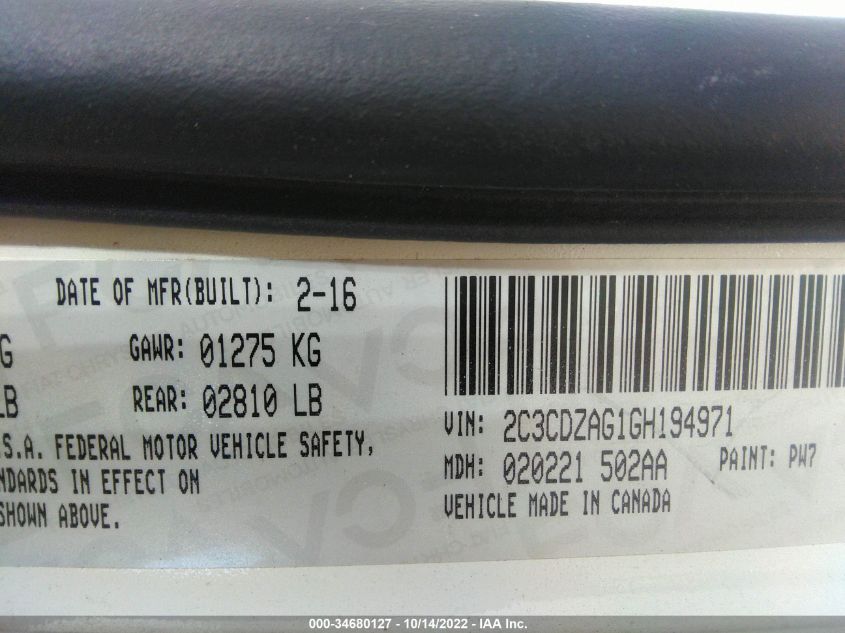 DATE OF MFR(BUILT): 2-16
G GAWR: 01275 KG
LB REAR: 02810 LB
.S.A. FEDERAL MOTOR VEHICLE SAFETY,
NDARDS IN EFFECT ON
SHOWN ABOVE.
VIN: 2C3CDZAG1GH194971
MDH: 020221 502AA PAINT: PW7
VEHICLE MADE IN CANADA
000-34680127 - 10/14/2022 - IAA Inc.